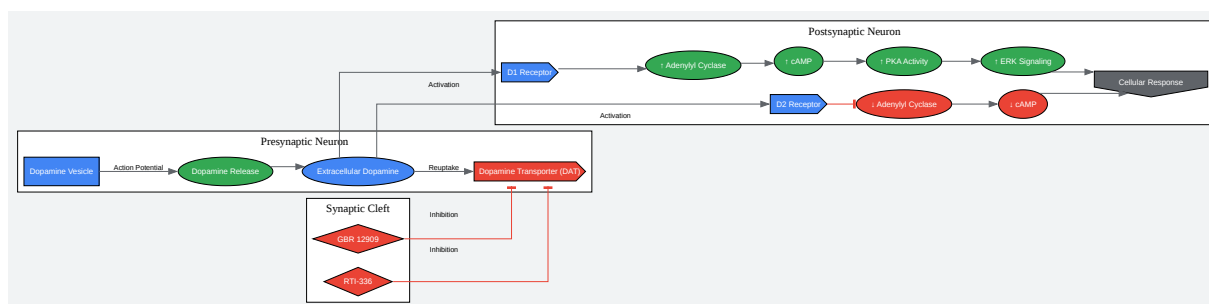 Postsynaptic Neuron
D1 Receptor
↑ Adenylyl Cyclase
↑ cAMP
↑ PKA Activity
↑ ERK Signaling
Cellular Response
Activation
D2 Receptor
↓ Adenylyl Cyclase
↓ cAMP
Activation
Presynaptic Neuron
Dopamine Vesicle
Action Potential
Dopamine Release
Extracellular Dopamine
Reuptake
Dopamine Transporter (DAT)
Synaptic Cleft
Inhibition
GBR 12909
Inhibition
RTI-336